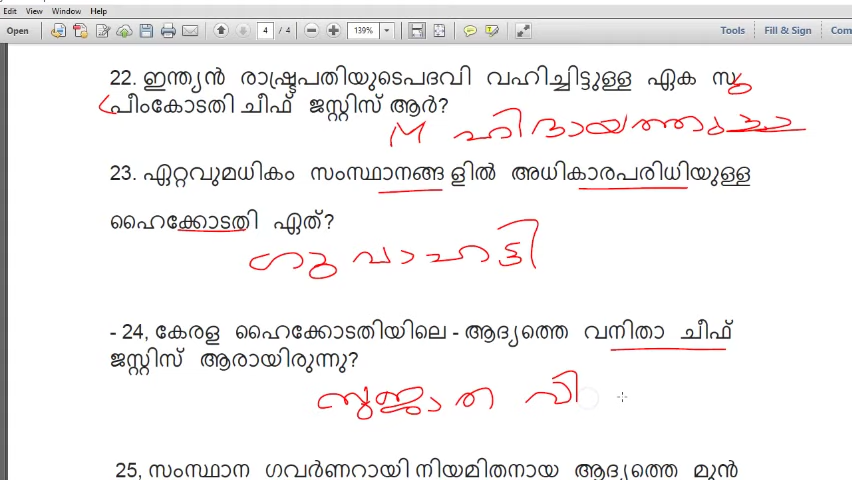 Edit View Window Help
Open 4 / 4 139% Tools Fill & Sign Com
22. ഇന്ത്യൻ രാഷ്ട്രപതിയുടെപദവി വഹിച്ചിട്ടുള്ള ഏക സു
പ്രീംകോടതി ചീഫ് ജസ്റ്റിസ് ആർ?
M ഹിദായത്തുള്ള
23. ഏറ്റവുമധികം സംസ്ഥാനങ്ങ ളിൽ അധികാരപരിധിയുള്ള
ഹൈക്കോടതി ഏത്?
ഗുവാഹട്ടി
- 24, കേരള ഹൈക്കോടതിയിലെ - ആദ്യത്തെ വനിതാ ചീഫ്
ജസ്റ്റിസ് ആരായിരുന്നു?
സുജാത വി
25, സംസ്ഥാന ഗവർണറായി നിയമിതനായ ആദ്യത്തെ മുൻ